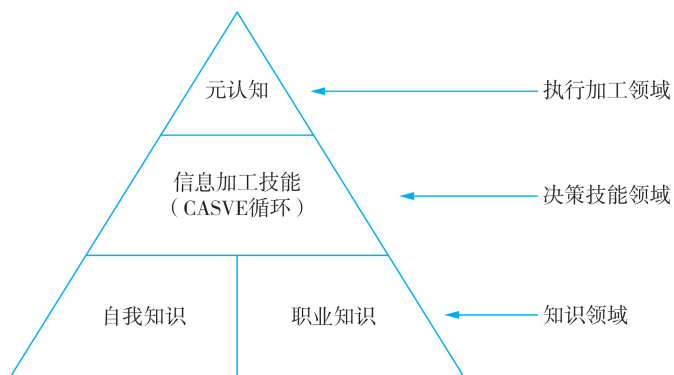 元认知
执行加工领域
信息加工技能
（CASVE循环）
决策技能领域
自我知识
职业知识
知识领域